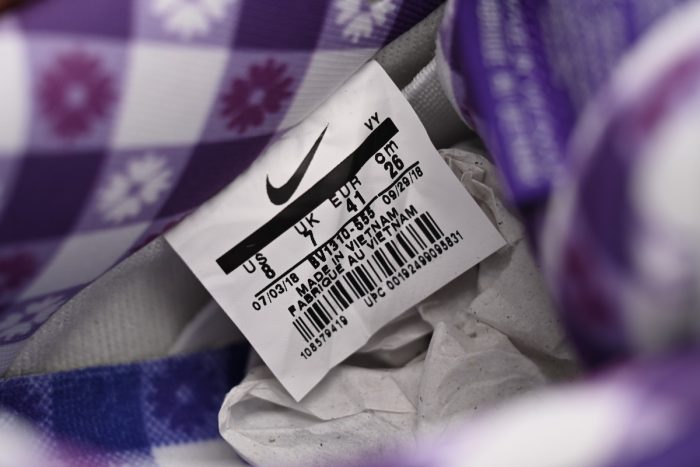 VY
US UK EUR cm
8 7 41 26
07/03/18 BV1310-555 09/29/18
MADE IN VIETNAM
FABRIQUE AU VIETNAM
108579419 UPC 00192499095831